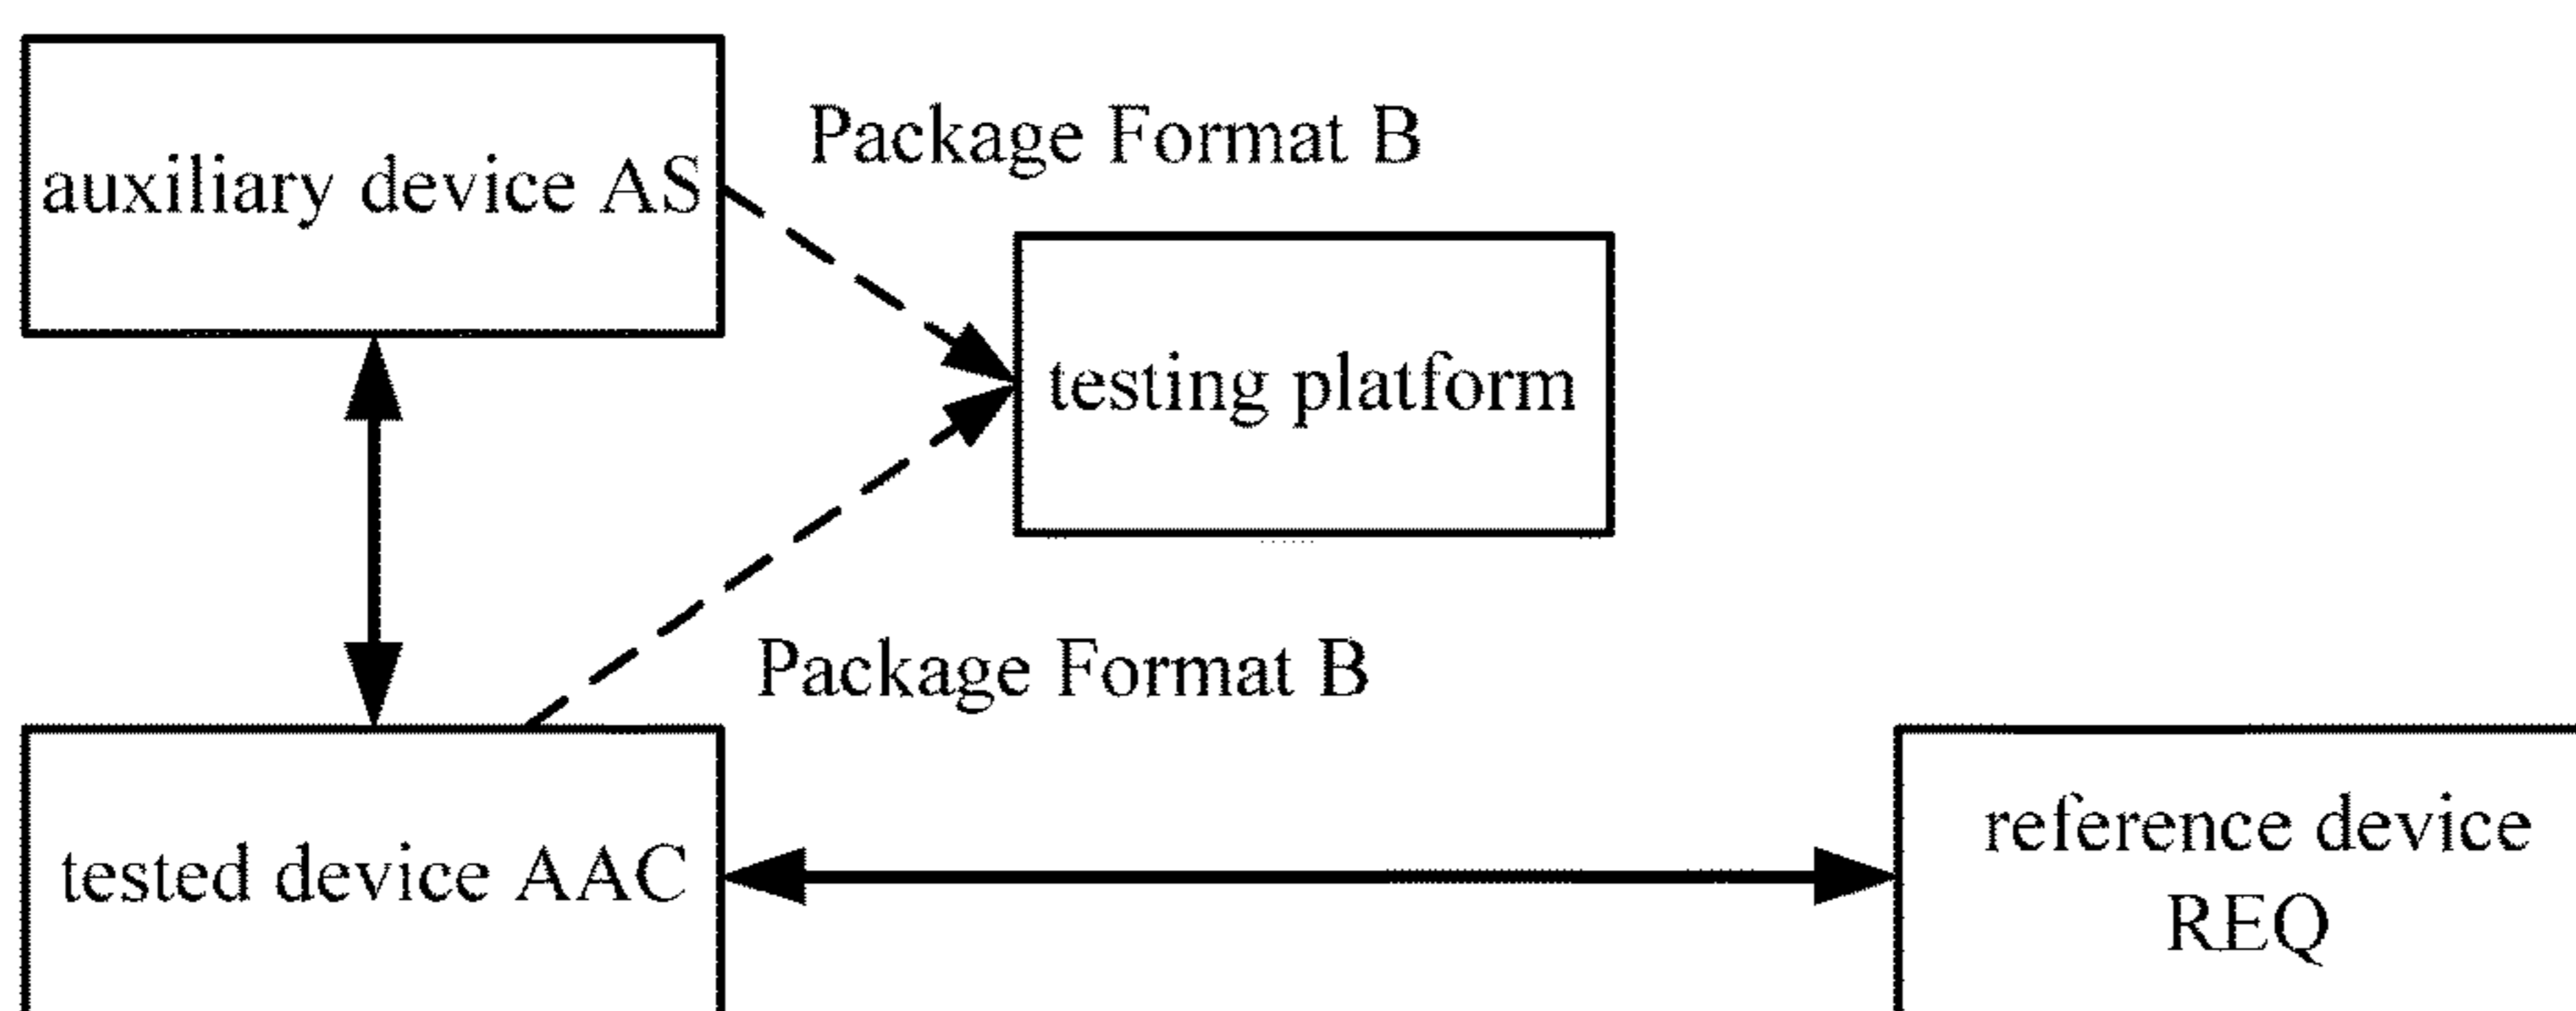 Package Format B
auxiliary device AS
testing platform
Package Format B
tested device AAC
reference device
REQ